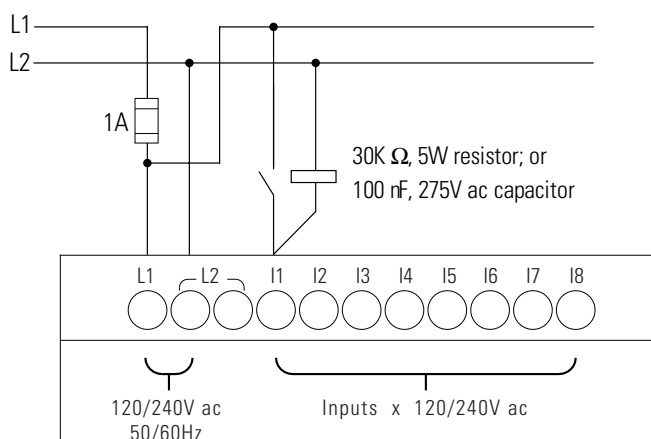 L1
L2
1A
30K Ω, 5W resistor; or
100 nF, 275V ac capacitor
L1 L2 I1 I2 I3 I4 I5 I6 I7 I8
120/240V ac
50/60Hz
Inputs x 120/240V ac